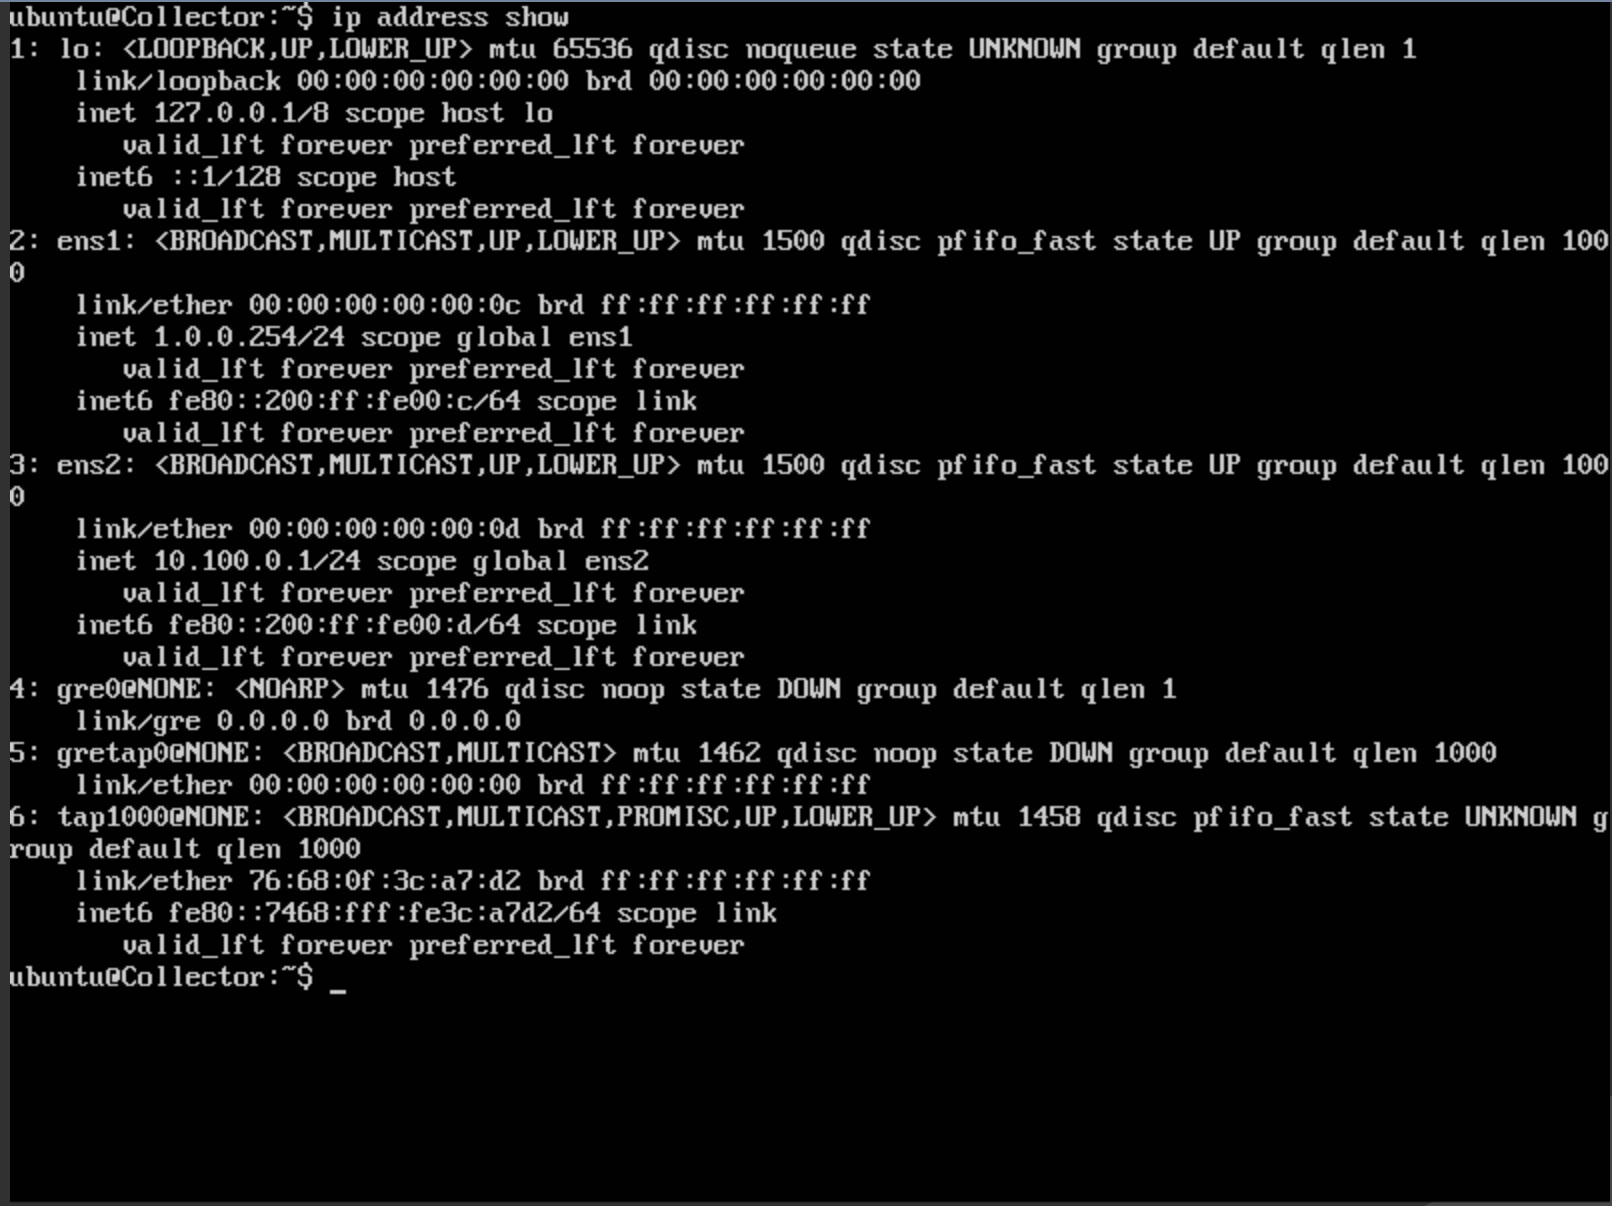 ubuntu@Collector:~$ ip address show
1: lo: <LOOPBACK,UP,LOWER_UP> mtu 65536 qdisc noqueue state UNKNOWN group default qlen 1
    link/loopback 00:00:00:00:00:00 brd 00:00:00:00:00:00
    inet 127.0.0.1/8 scope host lo
       valid_lft forever preferred_lft forever
    inet6 ::1/128 scope host
       valid_lft forever preferred_lft forever
2: ens1: <BROADCAST,MULTICAST,UP,LOWER_UP> mtu 1500 qdisc pfifo_fast state UP group default qlen 100
0
    link/ether 00:00:00:00:00:0c brd ff:ff:ff:ff:ff:ff
    inet 1.0.0.254/24 scope global ens1
       valid_lft forever preferred_lft forever
    inet6 fe80::200:ff:fe00:c/64 scope link
       valid_lft forever preferred_lft forever
3: ens2: <BROADCAST,MULTICAST,UP,LOWER_UP> mtu 1500 qdisc pfifo_fast state UP group default qlen 100
0
    link/ether 00:00:00:00:00:0d brd ff:ff:ff:ff:ff:ff
    inet 10.100.0.1/24 scope global ens2
       valid_lft forever preferred_lft forever
    inet6 fe80::200:ff:fe00:d/64 scope link
       valid_lft forever preferred_lft forever
4: gre0@NONE: <NOARP> mtu 1476 qdisc noop state DOWN group default qlen 1
    link/gre 0.0.0.0 brd 0.0.0.0
5: gretap0@NONE: <BROADCAST,MULTICAST> mtu 1462 qdisc noop state DOWN group default qlen 1000
    link/ether 00:00:00:00:00:00 brd ff:ff:ff:ff:ff:ff
6: tap1000@NONE: <BROADCAST,MULTICAST,PROMISC,UP,LOWER_UP> mtu 1458 qdisc pfifo_fast state UNKNOWN g
roup default qlen 1000
    link/ether 76:68:0f:3c:a7:d2 brd ff:ff:ff:ff:ff:ff
    inet6 fe80::7468:fff:fe3c:a7d2/64 scope link
       valid_lft forever preferred_lft forever
ubuntu@Collector:~$ _